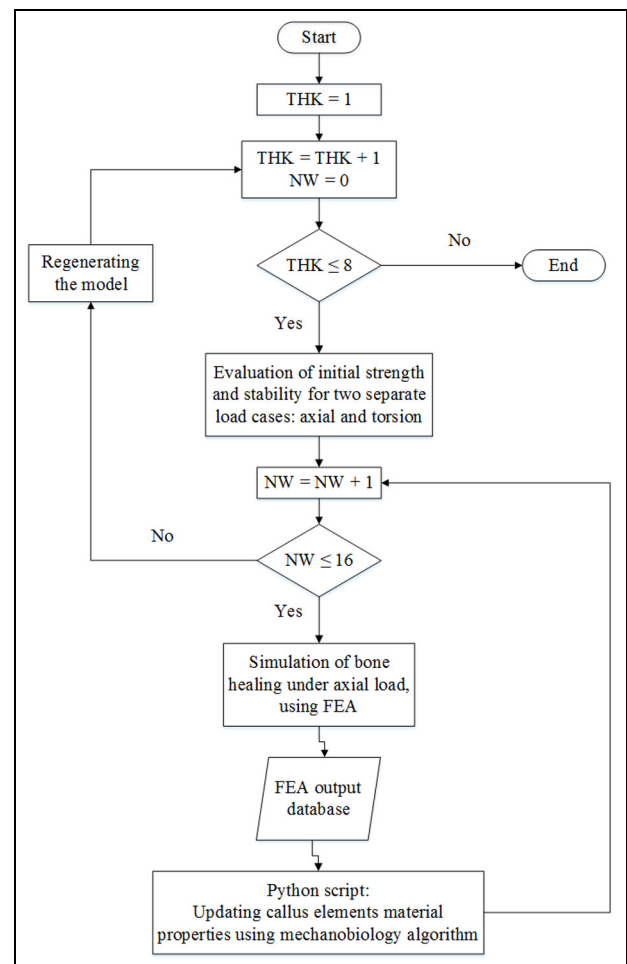 Start
THK = 1
THK = THK + 1
NW = 0
Regenerating
the model
THK ≤ 8
No
End
Yes
Evaluation of initial strength
and stability for two separate
load cases: axial and torsion
NW = NW + 1
No
NW ≤ 16
Yes
Simulation of bone
healing under axial load,
using FEA
FEA output
database
Python script:
Updating callus elements material
properties using mechanobiology algorithm